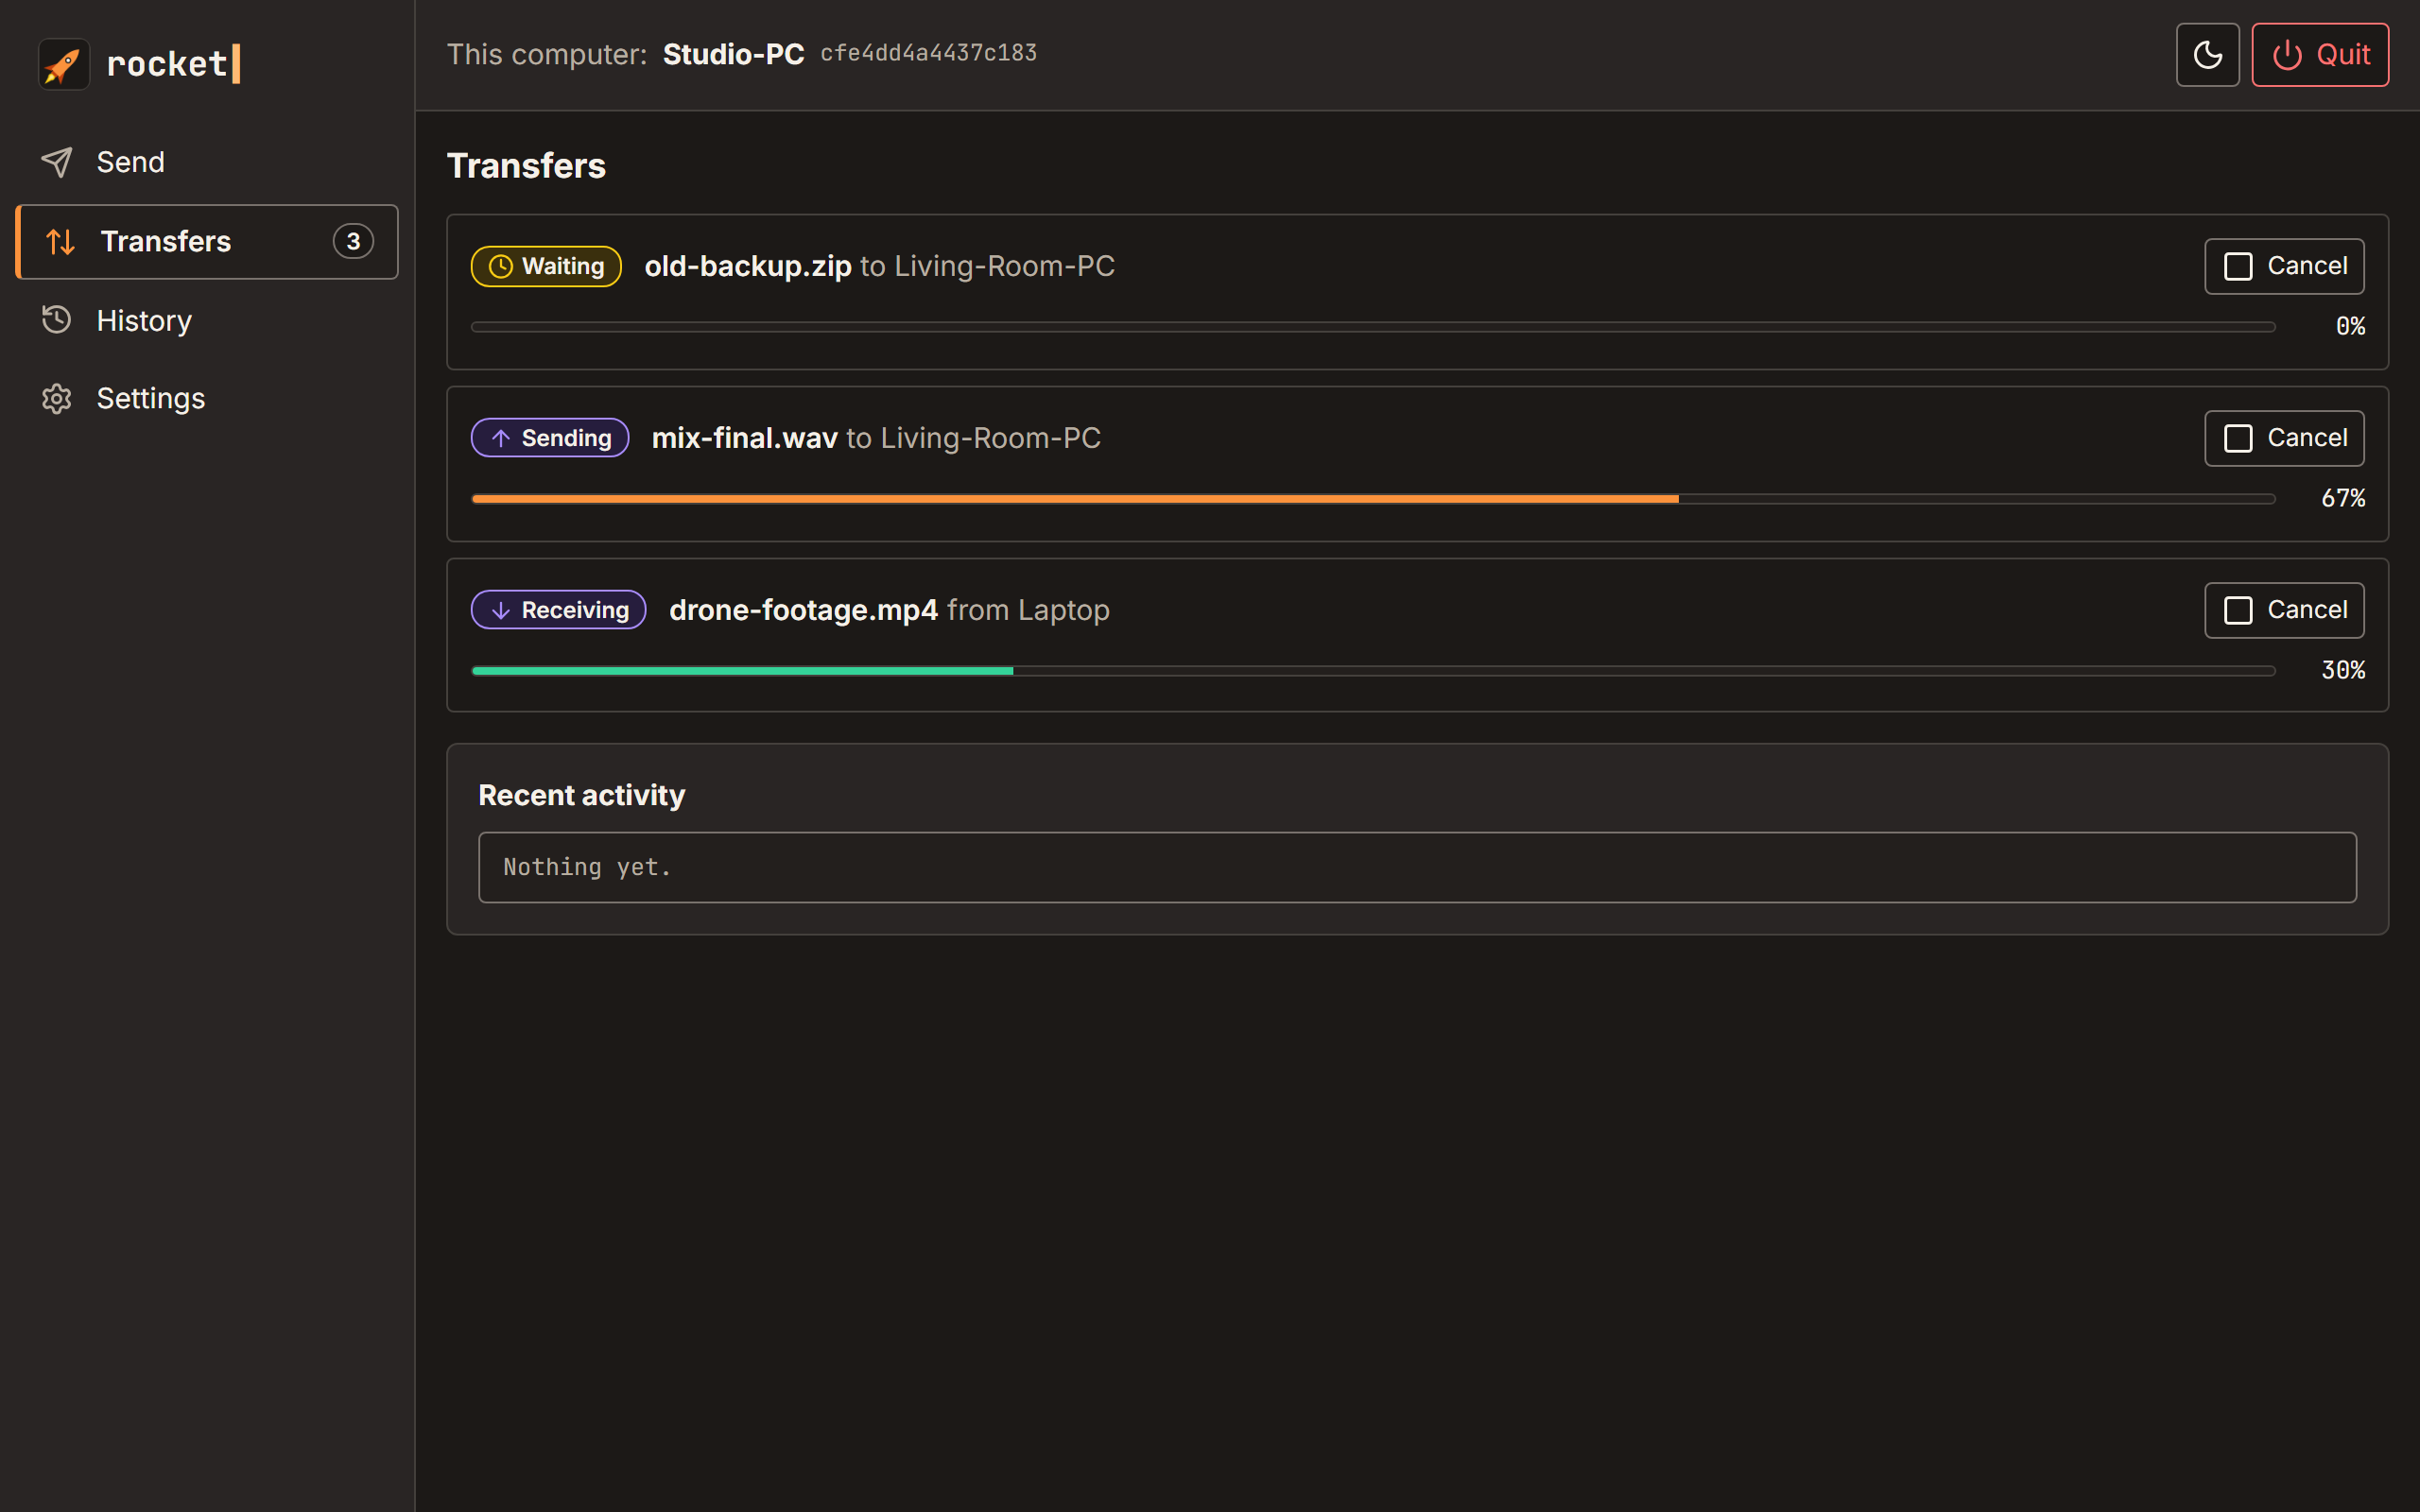 rocket
Send
Transfers 3
History
Settings
This computer: Studio-PC cfe4dd4a4437c183
Quit
Transfers
Waiting old-backup.zip to Living-Room-PC Cancel
0%
Sending mix-final.wav to Living-Room-PC Cancel
67%
Receiving drone-footage.mp4 from Laptop Cancel
30%
Recent activity
Nothing yet.